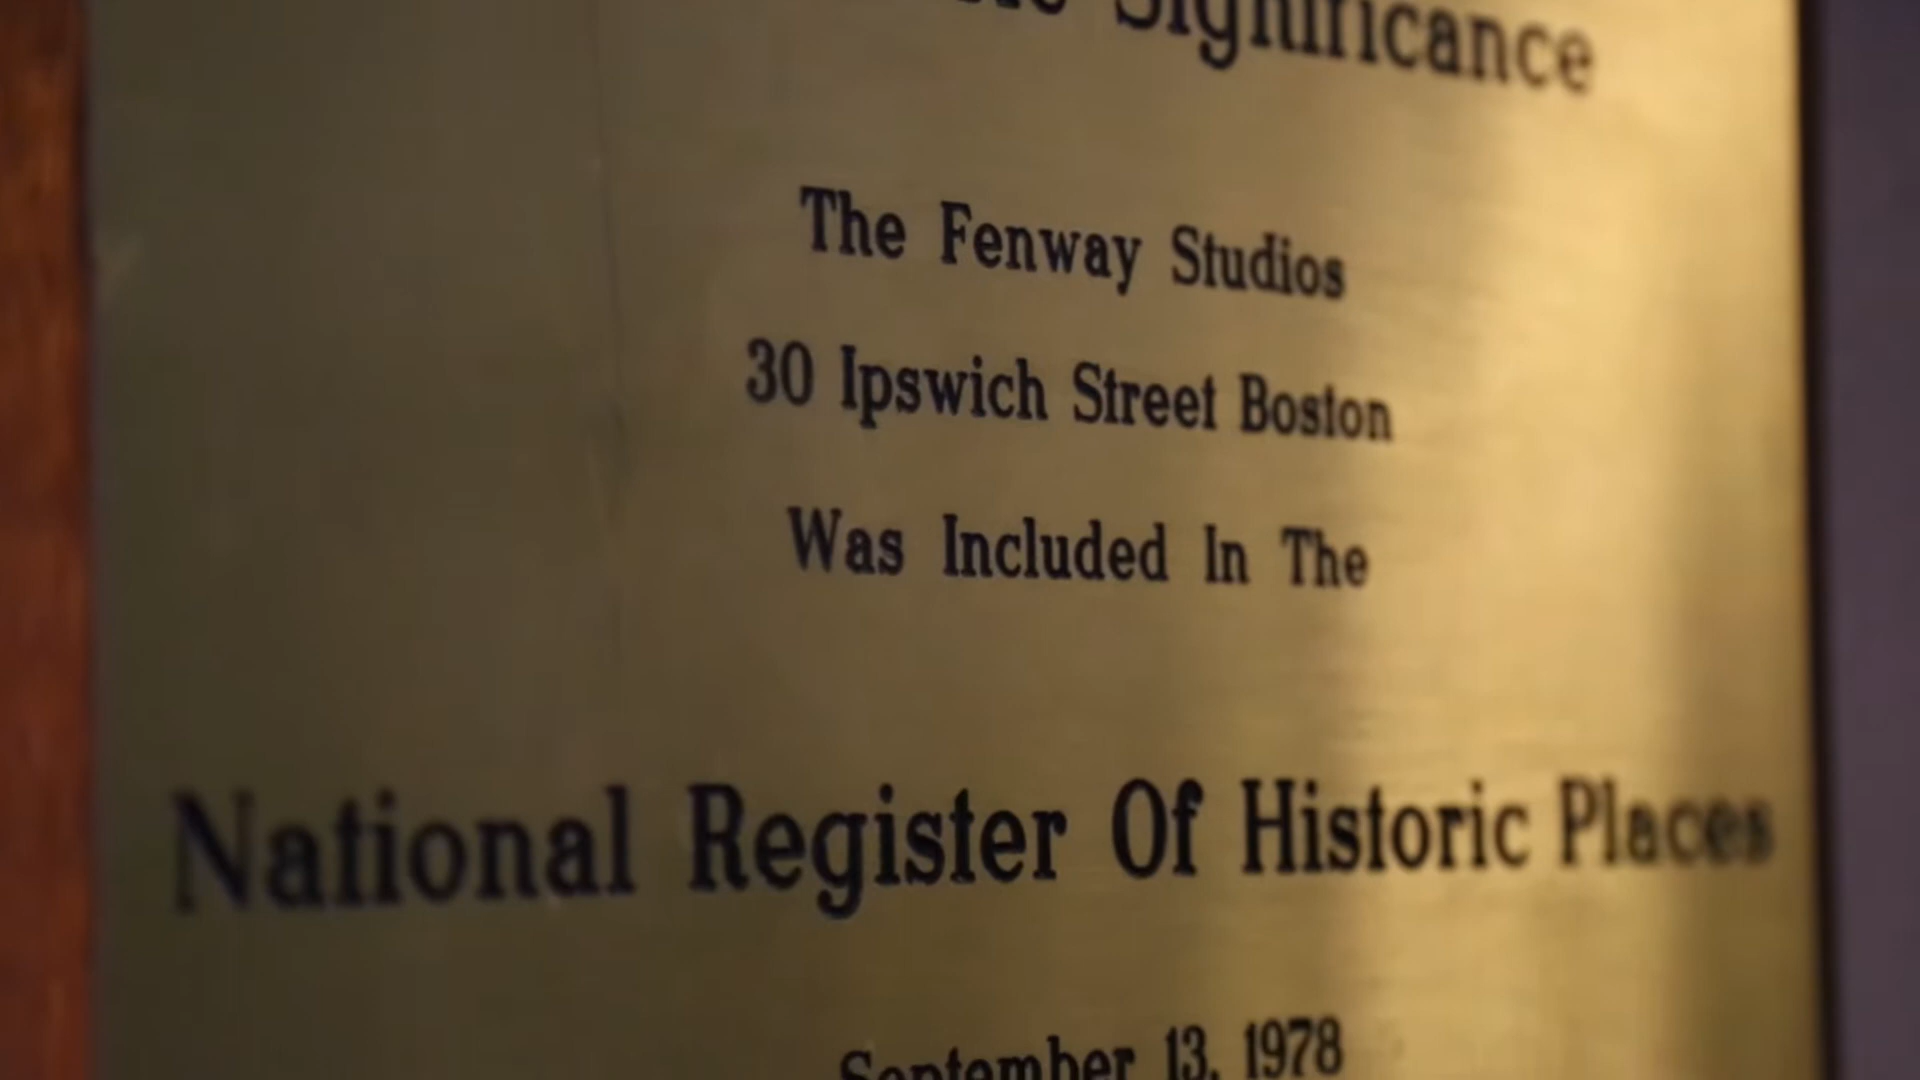 Significance
The Fenway Studios
30 Ipswich Street Boston
Was Included In The
National Register Of Historic Places
September 13, 1978